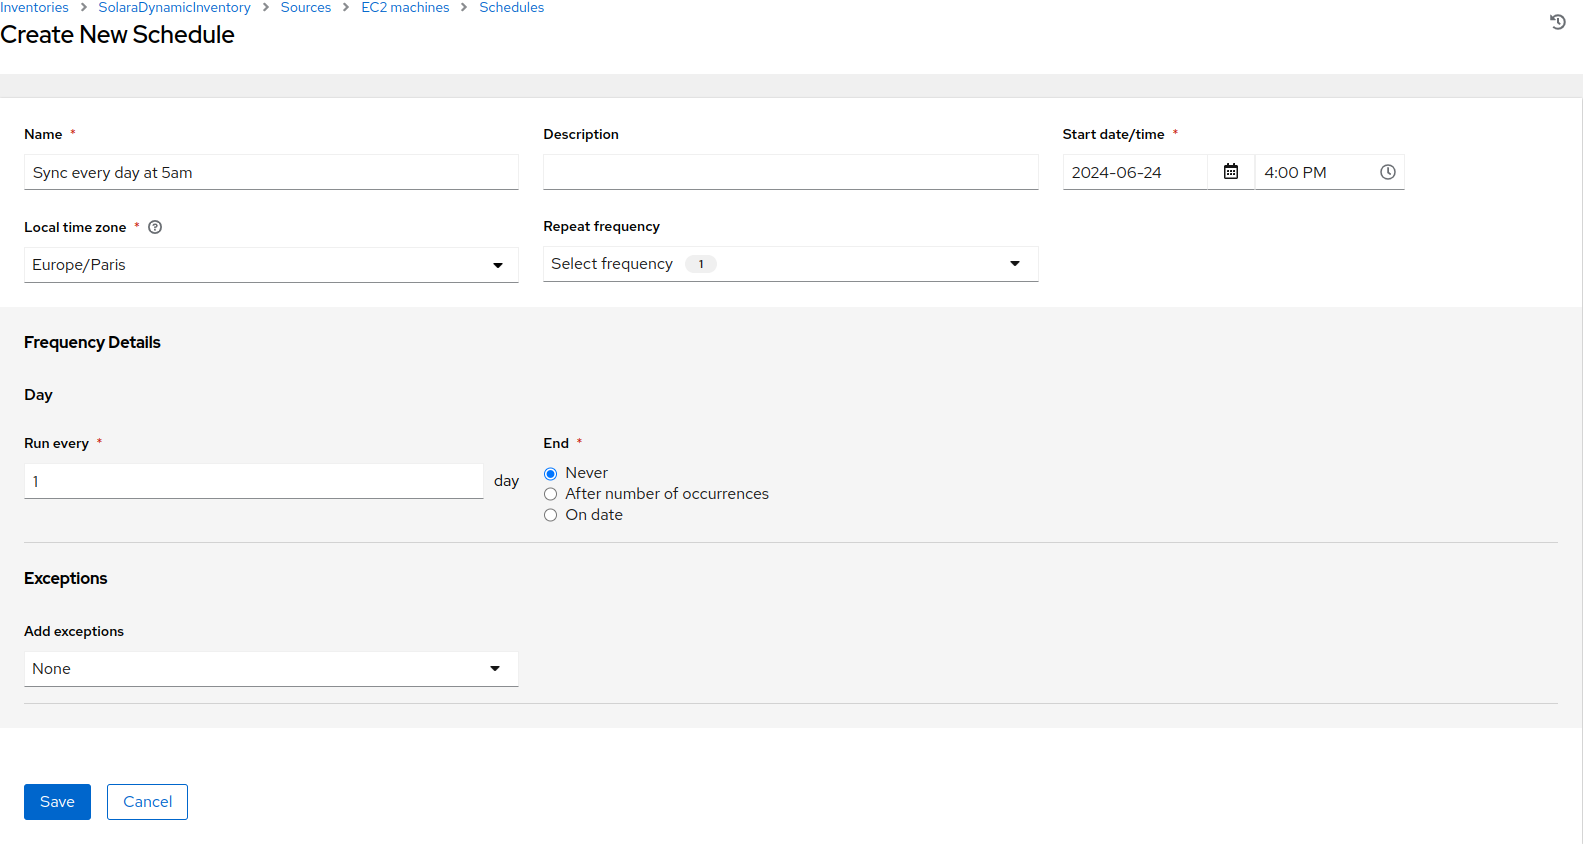 Inventories > SolaraDynamicInventory > Sources > EC2 machines > Schedules
Create New Schedule
Name * Description Start date/time *
Sync every day at 5am 2024-06-24 4:00 PM
Local time zone * Repeat frequency
Europe/Paris Select frequency 1
Frequency Details
Day
Run every * End *
1 day
Never
After number of occurrences
On date
Exceptions
Add exceptions
None
Save Cancel